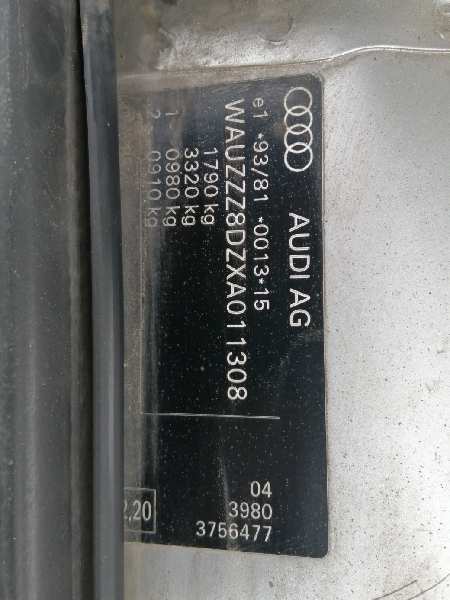 AUDI AG
e1 *93/81 *0013*15
WAUZZZ8DZXA011308
1790 kg
3320 kg
1 0980 kg
2 0910 kg
04
3980
3756477
2,20